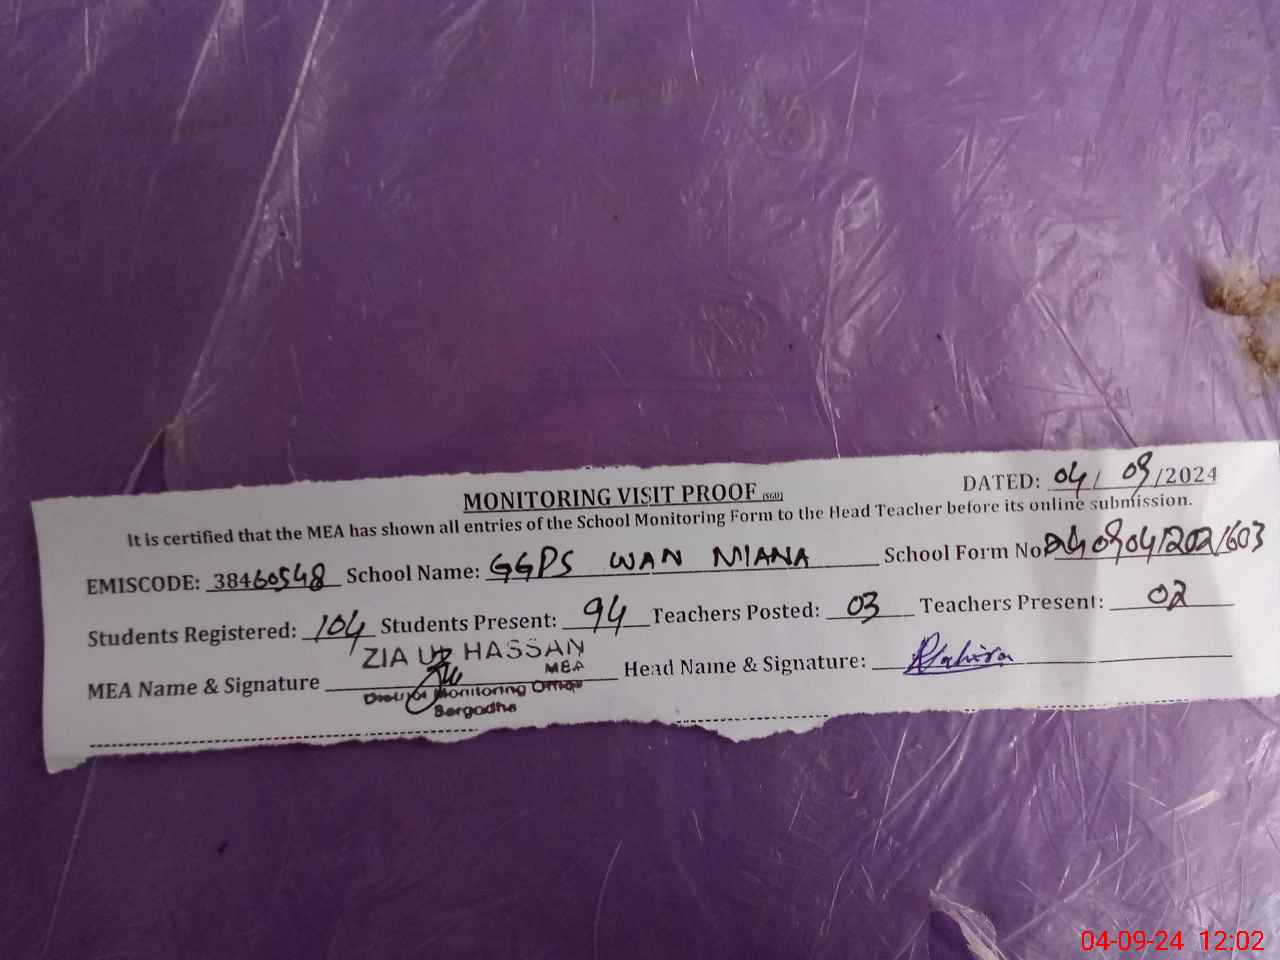 MONITORING VISIT PROOF (SGD) DATED: 04/ 09/2024
It is certified that the MEA has shown all entries of the School Monitoring Form to the Head Teacher before its online submission.
EMISCODE: 38460548 School Name: GGPS WAN MIANA School Form No
Students Registered: 104 Students Present: 94 Teachers Posted: 03 Teachers Present: 02
ZIA UL HASSAN
MEA
MEA Name & Signature Head Name & Signature:
District Monitoring Officer
Sargodha
04-09-24 12:02